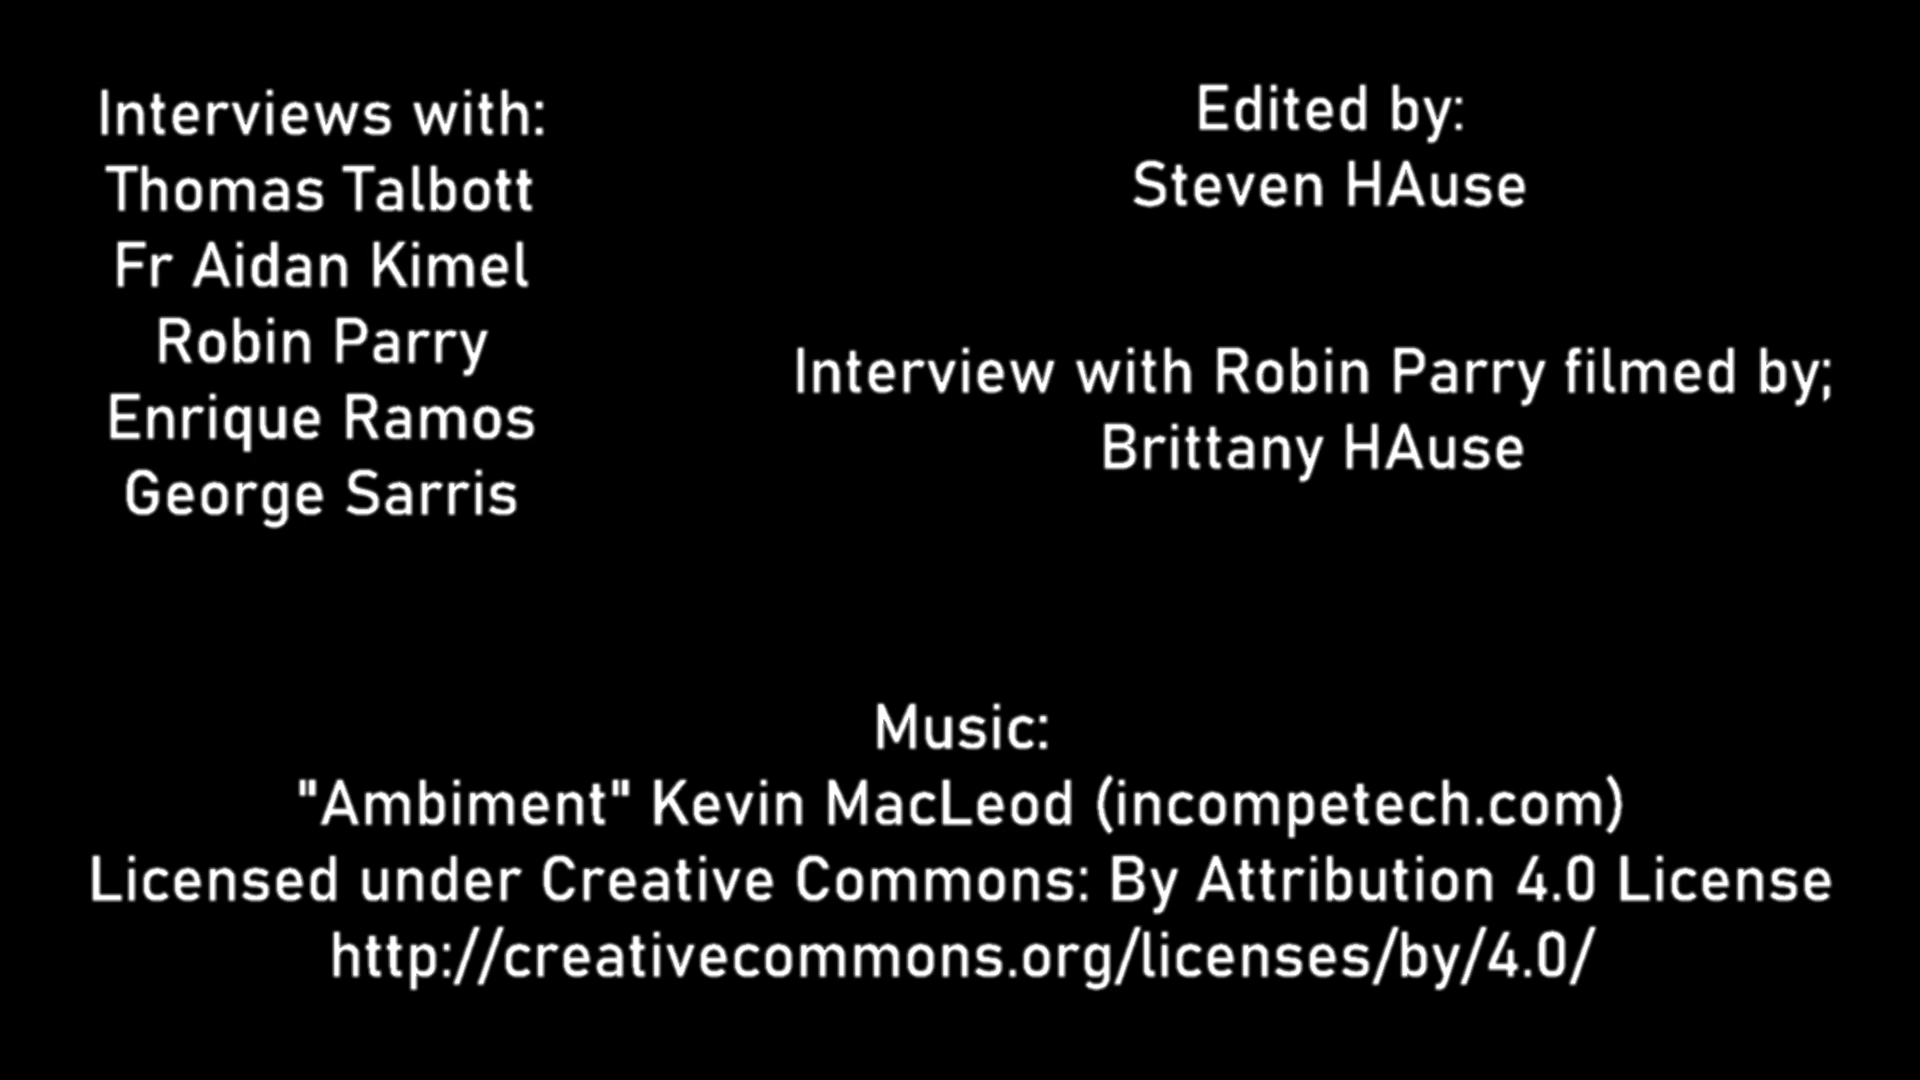 Interviews with:
Thomas Talbott
Fr Aidan Kimel
Robin Parry
Enrique Ramos
George Sarris
Edited by:
Steven HAuse
Interview with Robin Parry filmed by;
Brittany HAuse
Music:
"Ambiment" Kevin MacLeod (incompetech.com)
Licensed under Creative Commons: By Attribution 4.0 License
http://creativecommons.org/licenses/by/4.0/